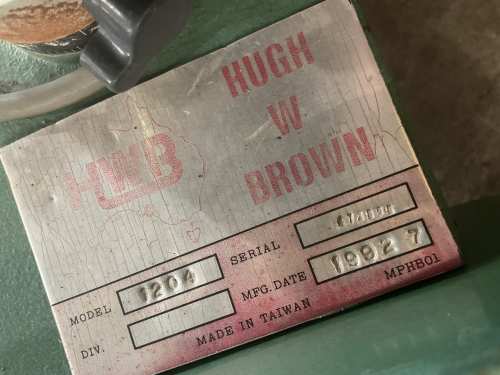 HWB
HUGH
W
BROWN
MODEL 1204 SERIAL
DIV. MFG. DATE 1992 7
MADE IN TAIWAN MPHB01